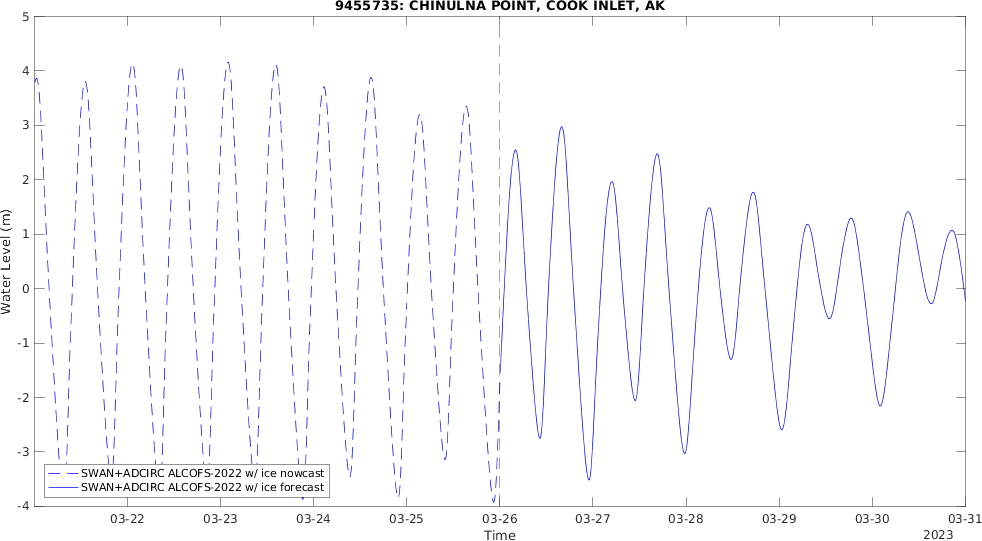 9455735: CHINULNA POINT, COOK INLET, AK
5
4
3
2
1
0
-1
-2
-3
-4
Water Level (m)
SWAN+ADCIRC ALCOFS-2022 w/ ice nowcast
SWAN+ADCIRC ALCOFS-2022 w/ ice forecast
03-22 03-23 03-24 03-25 03-26 03-27 03-28 03-29 03-30 03-31
Time
2023